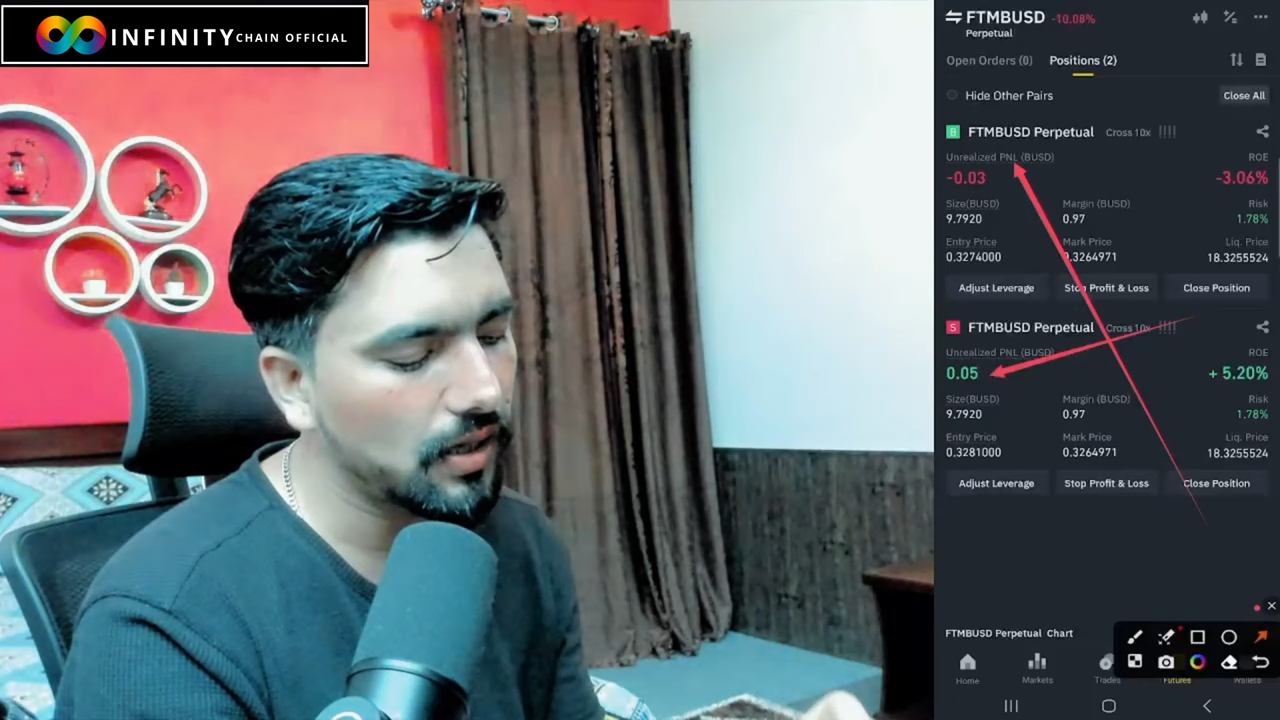 INFINITY CHAIN OFFICIAL
FTMBUSD -10.08%
Perpetual
Open Orders (0) Positions (2)
Hide Other Pairs Close All
B FTMBUSD Perpetual Cross 10x
Unrealized PNL (BUSD) ROE
-0.03 -3.06%
Size(BUSD) Margin (BUSD) Risk
9.7920 0.97 1.78%
Entry Price Mark Price Liq. Price
0.3274000 0.3264971 18.3255524
Adjust Leverage Stop Profit & Loss Close Position
S FTMBUSD Perpetual Cross 10x
Unrealized PNL (BUSD) ROE
0.05 + 5.20%
Size(BUSD) Margin (BUSD) Risk
9.7920 0.97 1.78%
Entry Price Mark Price Liq. Price
0.3281000 0.3264971 18.3255524
Adjust Leverage Stop Profit & Loss Close Position
FTMBUSD Perpetual Chart
Home Markets Trades Futures Wallets